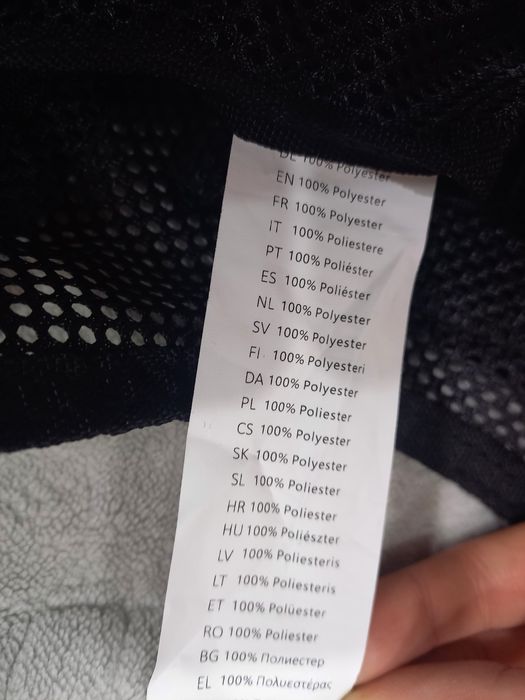 DE 100% Polyester
EN 100% Polyester
FR 100% Polyester
IT 100% Poliestere
PT 100% Poliéster
ES 100% Poliéster
NL 100% Polyester
SV 100% Polyester
FI 100% Polyesteri
DA 100% Polyester
PL 100% Poliester
CS 100% Polyester
SK 100% Polyester
SL 100% Poliester
HR 100% Poliester
HU 100% Poliészter
LV 100% Poliesteris
LT 100% Poliesteris
ET 100% Polüester
RO 100% Poliester
BG 100% Полиестер
EL 100% Πολυεστέρας